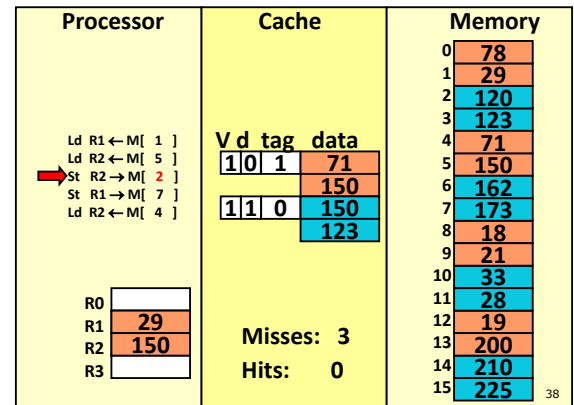 Processor
Ld R1 ← M[ 1 ]
Ld R2 ← M[ 5 ]
St R2 → M[ 2 ]
St R1 → M[ 7 ]
Ld R2 ← M[ 4 ]
R0
R1 29
R2 150
R3
Cache
V d tag data
1 0 1 71
150
1 1 0 150
123
Misses: 3
Hits: 0
Memory
0 78
1 29
2 120
3 123
4 71
5 150
6 162
7 173
8 18
9 21
10 33
11 28
12 19
13 200
14 210
15 225
38